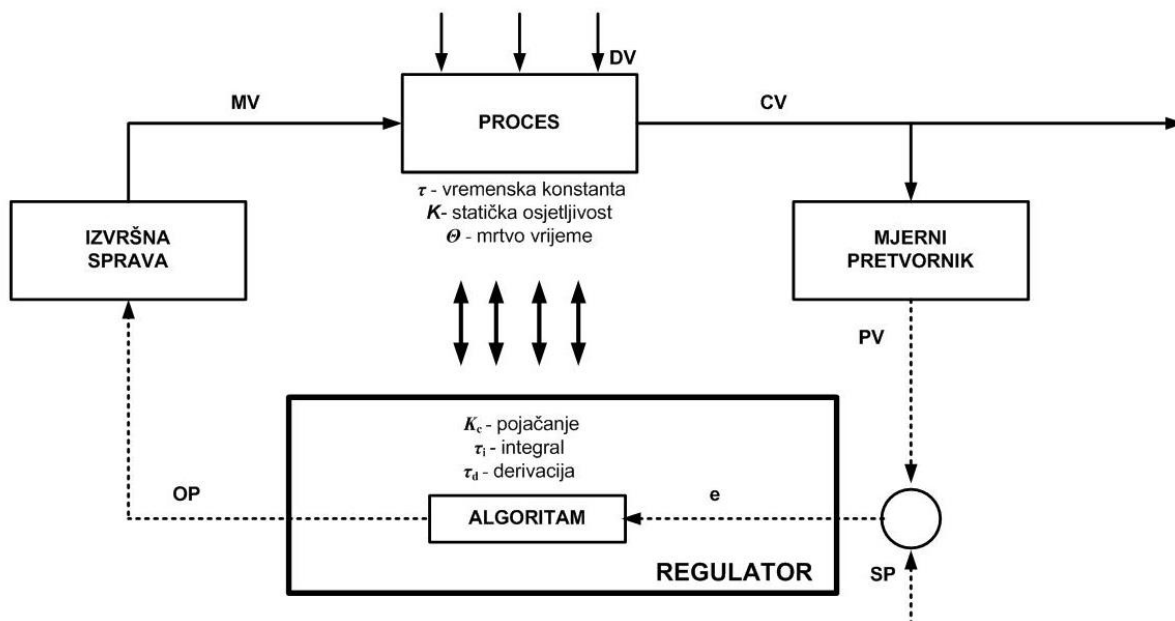 DV
MV
PROCES
CV
τ - vremenska konstanta
K- statička osjetljivost
Θ - mrtvo vrijeme
IZVRŠNA
SPRAVA
MJERNI
PRETVORNIK
PV
Kc - pojačanje
τi - integral
τd - derivacija
OP
ALGORITAM
e
REGULATOR
SP